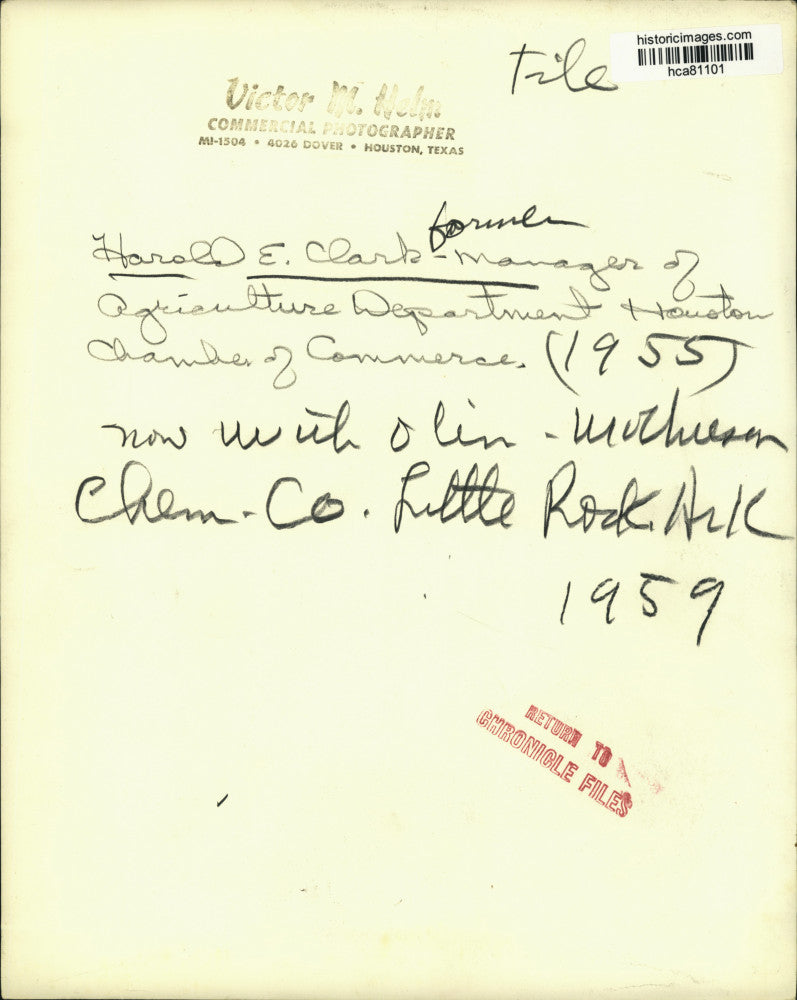 historicimages.com
hca81101
File
Victor M. Helm
COMMERCIAL PHOTOGRAPHER
MI-1504 • 4026 DOVER • HOUSTON, TEXAS
former
Harold E. Clark - manager of
Agriculture Department Houston
Chamber of Commerce. (1955)
now with Olin - Mathieson
Chem - Co. Little Rock Ark
1959
RETURN TO
CHRONICLE FILES